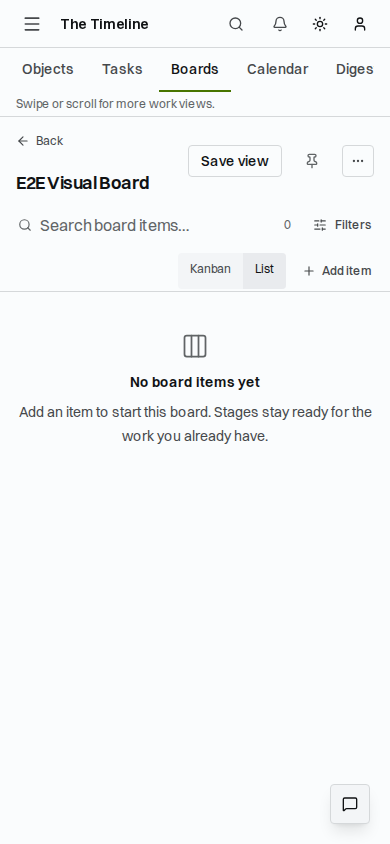 The Timeline
Objects Tasks Boards Calendar Diges
Swipe or scroll for more work views.
Back
Save view
E2E Visual Board
Search board items... 0 Filters
Kanban List Add item
No board items yet
Add an item to start this board. Stages stay ready for the
work you already have.